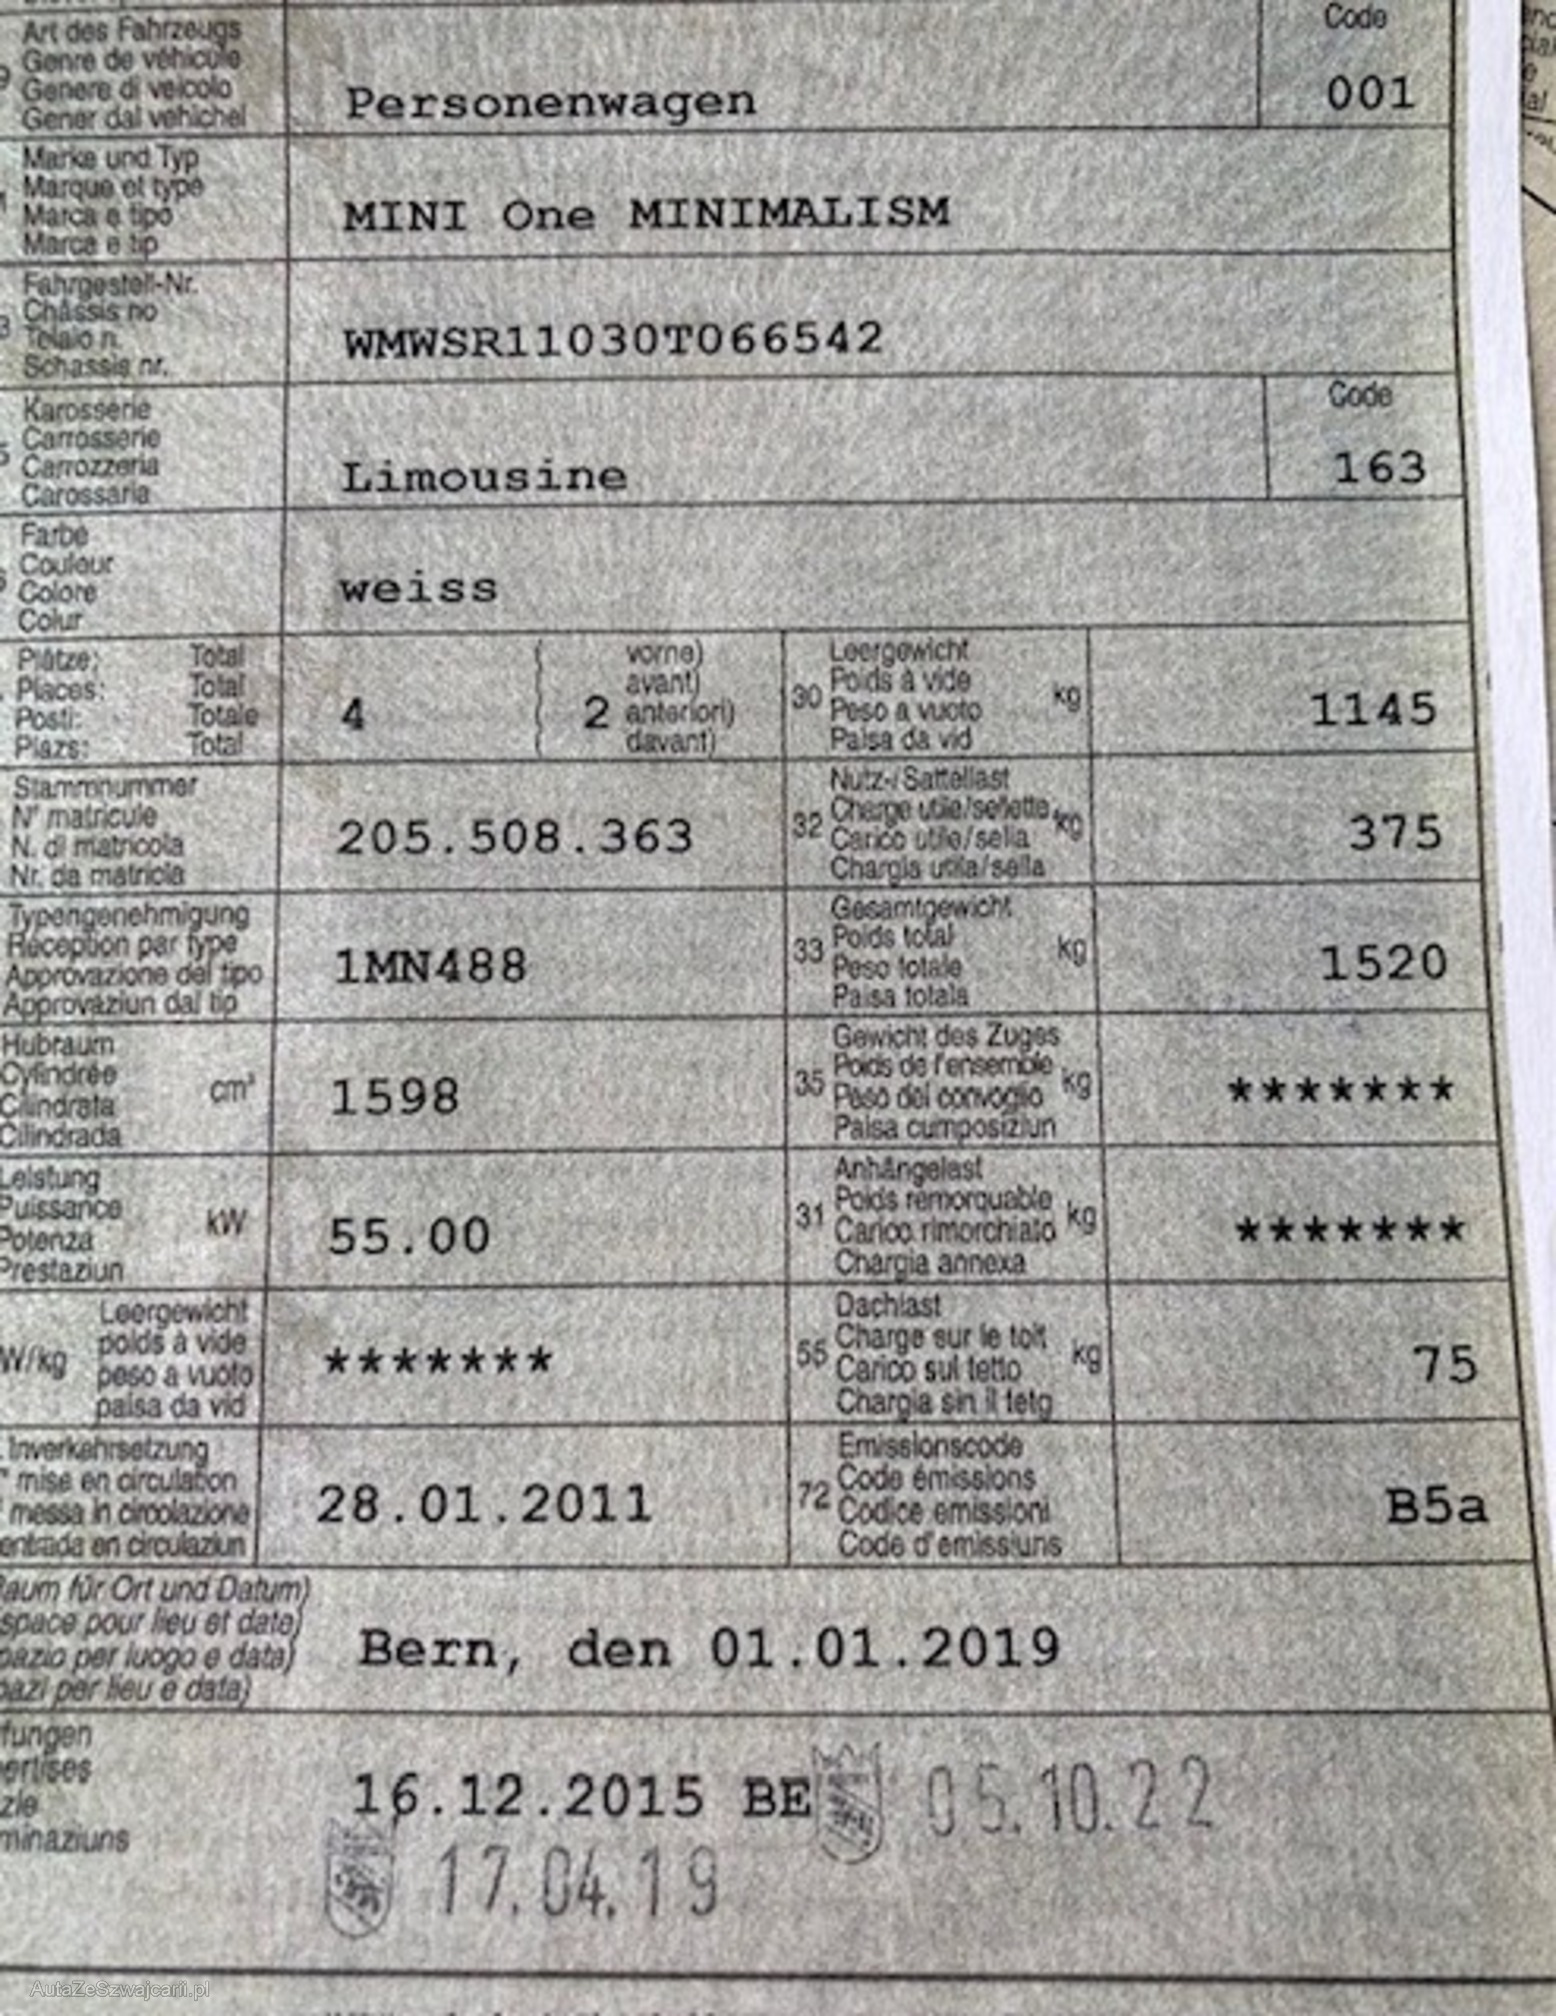 Art des Fahrzeugs
Genre de véhicule
Genere di veicolo
Gener dal vehichel
Personenwagen
Code
001
Marke und Typ
Marque et type
Marca e tipo
Marca e tip
MINI One MINIMALISM
Fahrgestell-Nr.
Châssis no
Telaio n.
Schassis nr.
WMWSR11030T066542
Karosserie
Carrosserie
Carrozzeria
Carossaria
Limousine
Code
163
Farbe
Couleur
Colore
Colur
weiss
Plätze: Total
Places: Total
Posti: Totale
Plazs: Total
4
2
vorne)
avant)
anteriori)
davant)
30
Leergewicht
Poids à vide
Peso a vuoto
Paisa da vid
kg
1145
Stammnummer
N° matricule
N. di matricola
Nr. da matricla
205.508.363
32
Nutz-/Sattellast
Charge utile/sellette
Carico utile/sella
Chargia utila/sella
kg
375
Typengenehmigung
Réception par type
Approvazione del tipo
Approvaziun dal tip
1MN488
33
Gesamtgewicht
Poids total
Peso totale
Paisa totala
kg
1520
Hubraum
Cylindrée
Cilindrata
Cilindrada
cm³
1598
35
Gewicht des Zuges
Poids de l'ensemble
Peso del convoglio
Paisa cumposiziun
kg
*******
Leistung
Puissance
Potenza
Prestaziun
kW
55.00
31
Anhängelast
Poids remorquable
Carico rimorchiato
Chargia annexa
kg
*******
W/kg
Leergewicht
poids à vide
peso a vuoto
paisa da vid
*******
55
Dachlast
Charge sur le toit
Carico sul tetto
Chargia sin il tetg
kg
75
. Inverkehrsetzung
mise en circulation
messa in circolazione
entrada en circulaziun
28.01.2011
72
Emissionscode
Code émissions
Codice emissioni
Code d'emissiuns
B5a
aum für Ort und Datum)
space pour lieu et date)
pazio per luogo e data)
pazi per lieu e data)
Bern, den 01.01.2019
fungen
ertises
zie
minaziuns
16.12.2015 BE
05.10.22
17.04.19
AutaZeSzwajcarii.pl